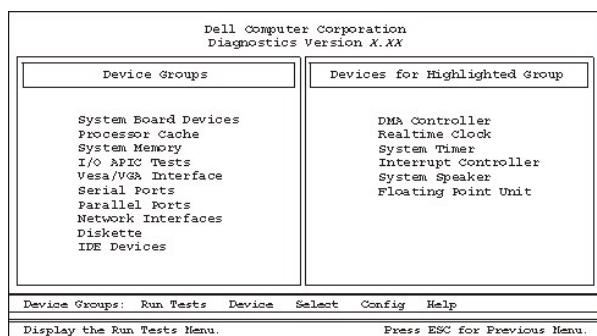 Dell Computer Corporation
Diagnostics Version X.XX
Device Groups
System Board Devices
Processor Cache
System Memory
I/O APIC Tests
Vesa/VGA Interface
Serial Ports
Parallel Ports
Network Interfaces
Diskette
IDE Devices
Devices for Highlighted Group
DMA Controller
Realtime Clock
System Timer
Interrupt Controller
System Speaker
Floating Point Unit
Device Groups: Run Tests Device Select Config Help
Display the Run Tests Menu. Press ESC for Previous Menu.